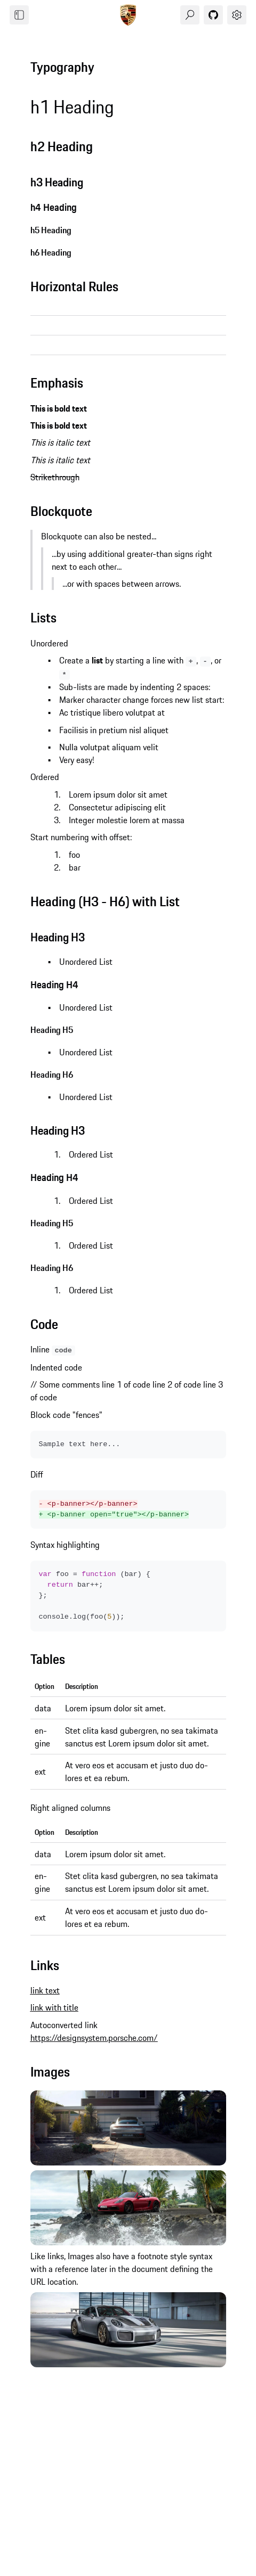 Typography
h1 Heading
h2 Heading
h3 Heading
h4 Heading
h5 Heading
h6 Heading
Horizontal Rules
Emphasis
This is bold text
This is bold text
This is italic text
This is italic text
Strikethrough
Blockquote
Blockquote can also be nested...
...by using additional greater-than signs right
next to each other...
...or with spaces between arrows.
Lists
Unordered
• Create a list by starting a line with + , - , or
*
• Sub-lists are made by indenting 2 spaces:
• Marker character change forces new list start:
• Ac tristique libero volutpat at
• Facilisis in pretium nisl aliquet
• Nulla volutpat aliquam velit
• Very easy!
Ordered
1. Lorem ipsum dolor sit amet
2. Consectetur adipiscing elit
3. Integer molestie lorem at massa
Start numbering with offset:
1. foo
2. bar
Heading (H3 - H6) with List
Heading H3
• Unordered List
Heading H4
• Unordered List
Heading H5
• Unordered List
Heading H6
• Unordered List
Heading H3
1. Ordered List
Heading H4
1. Ordered List
Heading H5
1. Ordered List
Heading H6
1. Ordered List
Code
Inline code
Indented code
// Some comments line 1 of code line 2 of code line 3
of code
Block code "fences"
Sample text here...
Diff
- <p-banner></p-banner>
+ <p-banner open="true"></p-banner>
Syntax highlighting
var foo = function (bar) {
return bar++;
};
console.log(foo(5));
Tables
Option Description
data Lorem ipsum dolor sit amet.
en-
gine Stet clita kasd gubergren, no sea takimata
sanctus est Lorem ipsum dolor sit amet.
ext At vero eos et accusam et justo duo do-
lores et ea rebum.
Right aligned columns
Option Description
data Lorem ipsum dolor sit amet.
en-
gine Stet clita kasd gubergren, no sea takimata
sanctus est Lorem ipsum dolor sit amet.
ext At vero eos et accusam et justo duo do-
lores et ea rebum.
Links
link text
link with title
Autoconverted link
https://designsystem.porsche.com/
Images
Like links, Images also have a footnote style syntax
with a reference later in the document defining the
URL location.